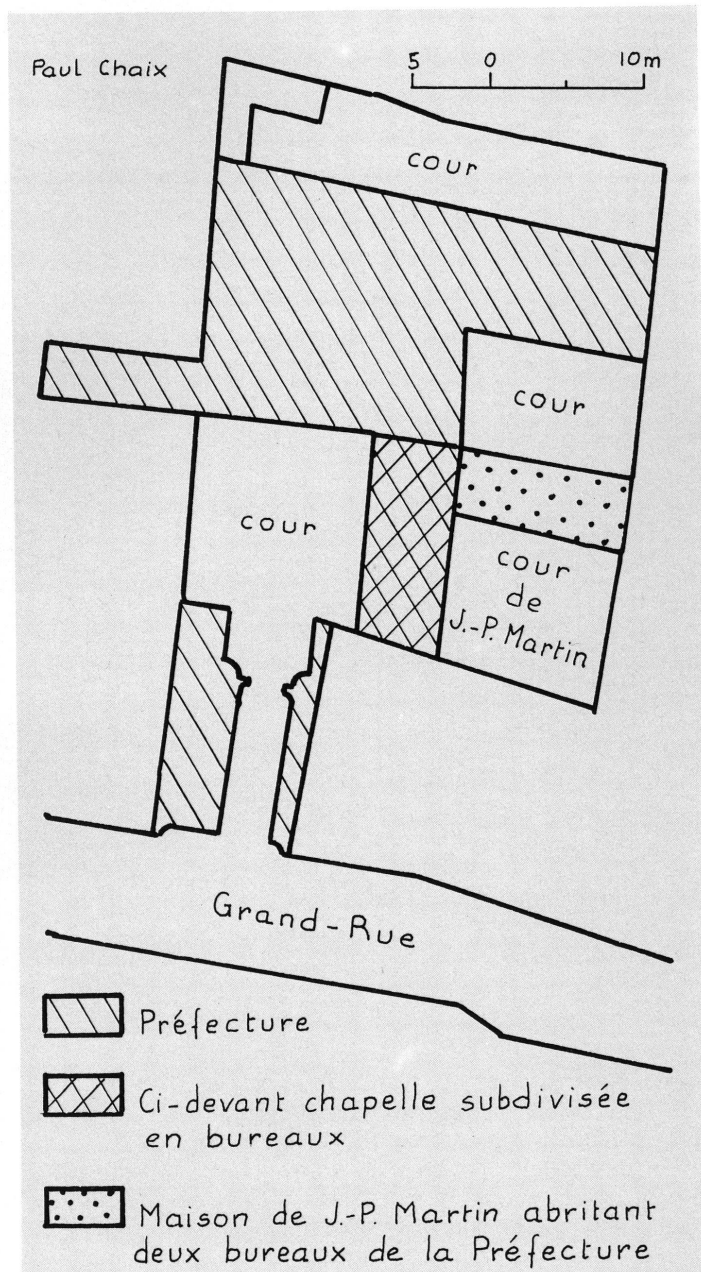 Paul Chaix
5 0 10m
cour
cour
cour
cour
de
J.-P. Martin
Grand-Rue
Préfecture
Ci-devant chapelle subdivisée
en bureaux
Maison de J.-P. Martin abritant
deux bureaux de la Préfecture